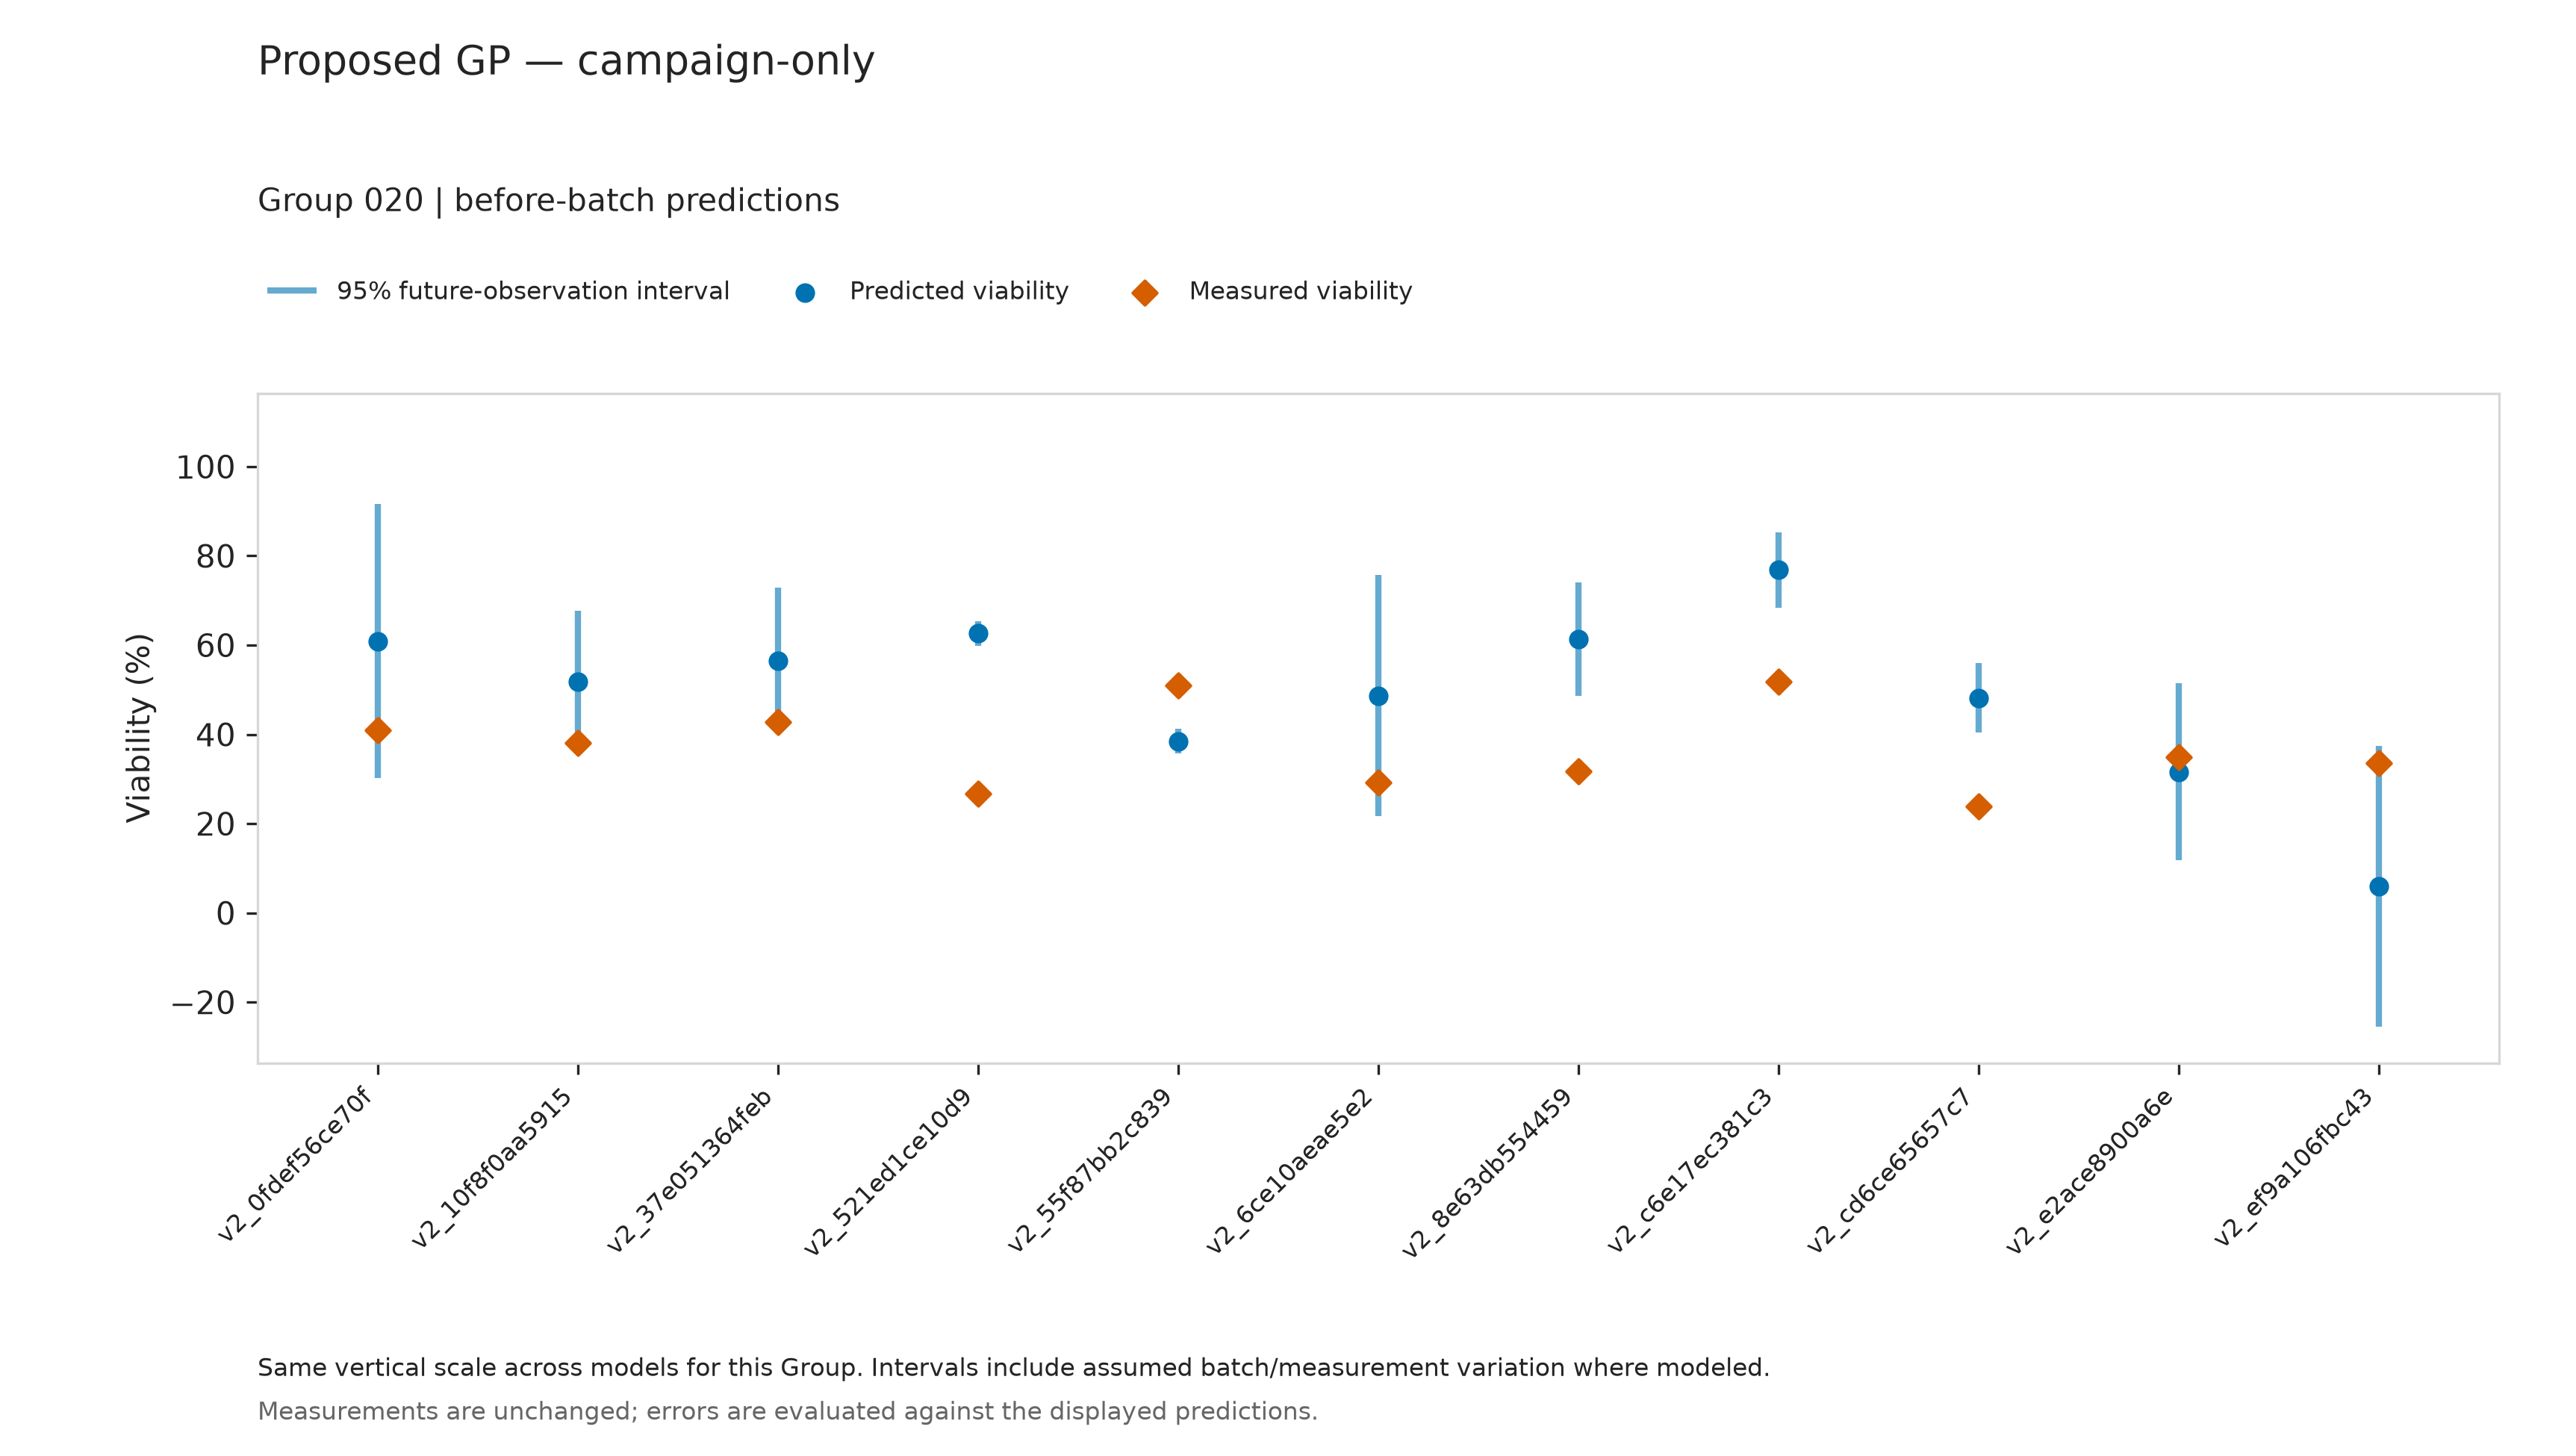 Proposed GP — campaign-only
Group 020 | before-batch predictions
95% future-observation interval
Predicted viability
Measured viability
Viability (%)
100
80
60
40
20
0
−20
v2_0fdef56ce70f
v2_10f8f0aa5915
v2_37e051364feb
v2_521ed1ce10d9
v2_55f87bb2c839
v2_6ce10aeae5e2
v2_8e63db554459
v2_c6e17ec381c3
v2_cd6ce65657c7
v2_e2ace8900a6e
v2_ef9a106fbc43
Same vertical scale across models for this Group. Intervals include assumed batch/measurement variation where modeled.
Measurements are unchanged; errors are evaluated against the displayed predictions.